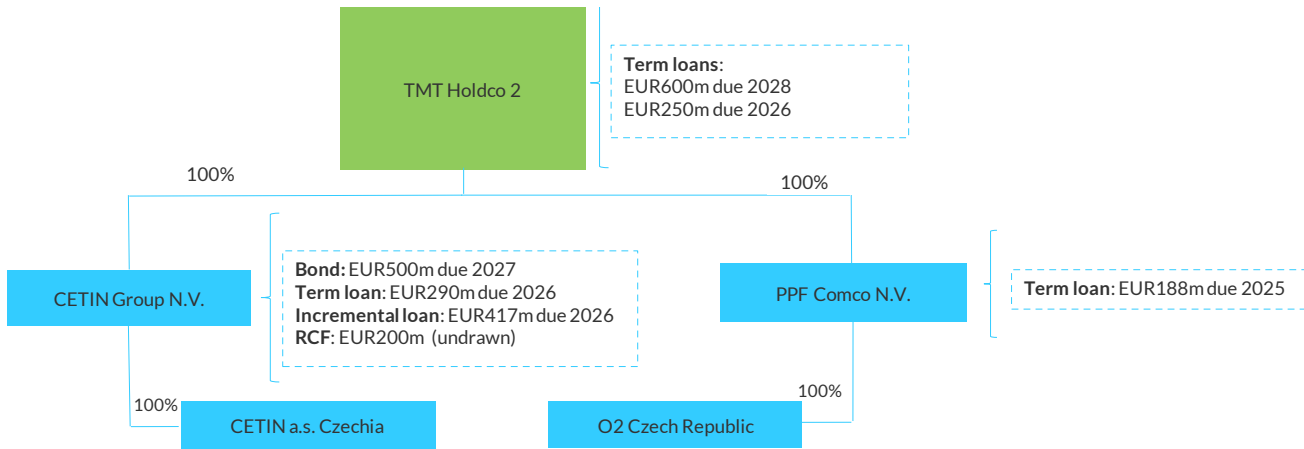 TMT Holdco 2
Term loans:
EUR600m due 2028
EUR250m due 2026
100%
100%
CETIN Group N.V.
Bond: EUR500m due 2027
Term loan: EUR290m due 2026
Incremental loan: EUR417m due 2026
RCF: EUR200m (undrawn)
PPF Comco N.V.
Term loan: EUR188m due 2025
100%
CETIN a.s. Czechia
100%
O2 Czech Republic